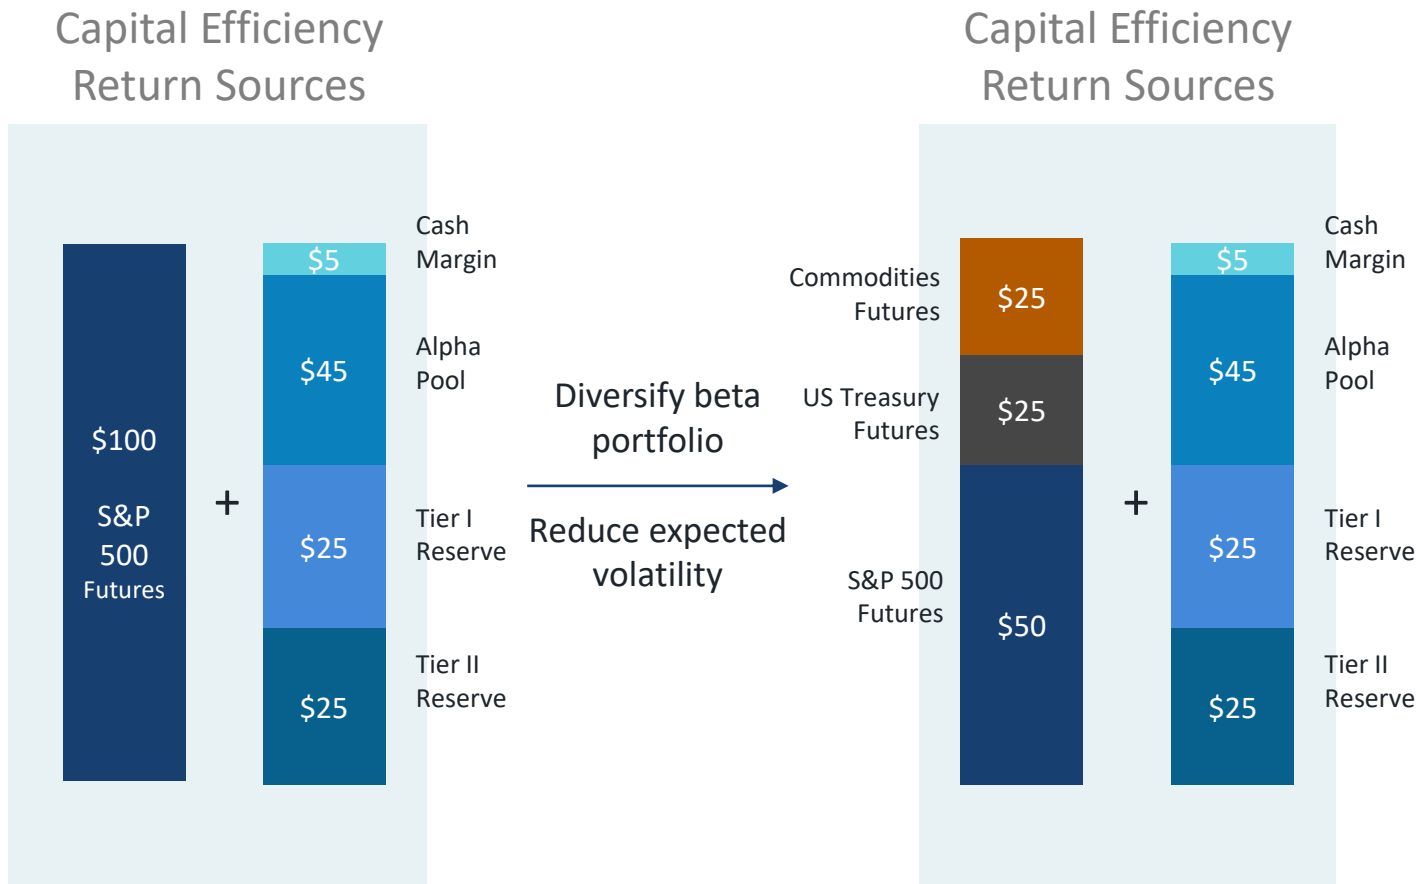 Capital Efficiency
Return Sources
$100
S&P
500
Futures
+
$5
$45
$25
$25
Cash
Margin
Alpha
Pool
Tier I
Reserve
Tier II
Reserve
Diversify beta
portfolio
Reduce expected
volatility
Capital Efficiency
Return Sources
Commodities
Futures
US Treasury
Futures
S&P 500
Futures
$25
$25
$50
+
$5
$45
$25
$25
Cash
Margin
Alpha
Pool
Tier I
Reserve
Tier II
Reserve